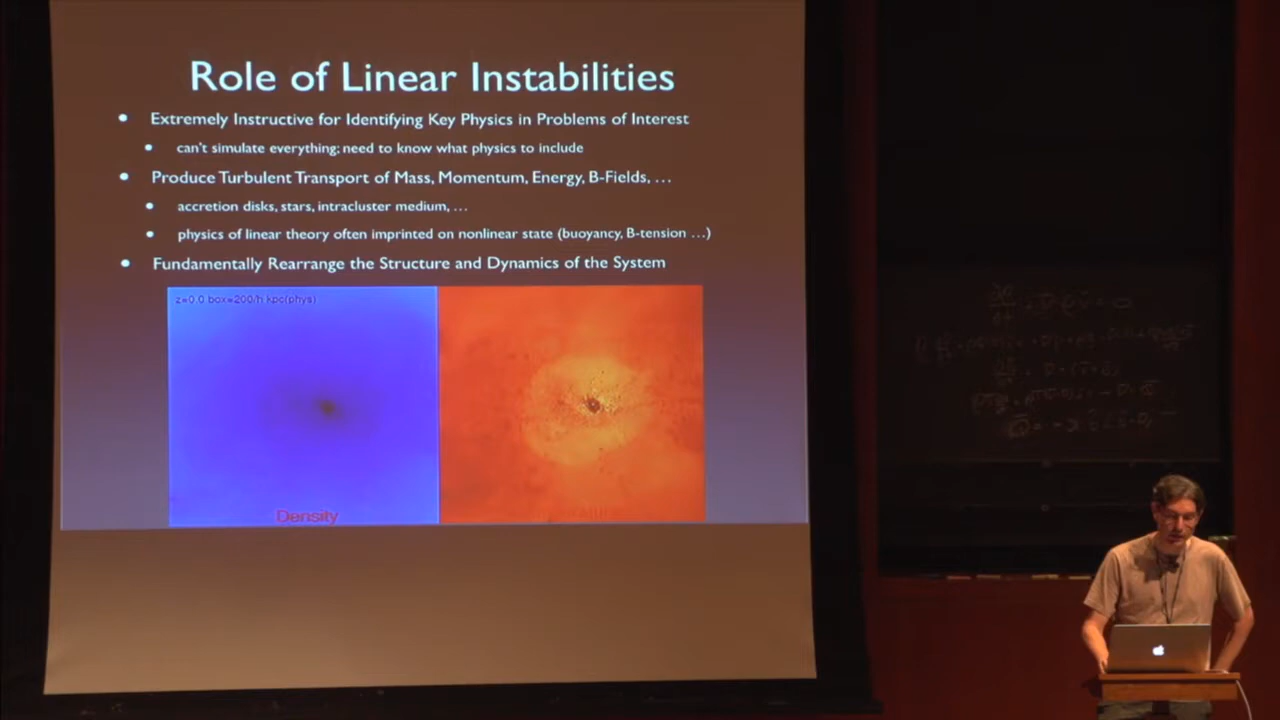 Role of Linear Instabilities
• Extremely Instructive for Identifying Key Physics in Problems of Interest
• can't simulate everything; need to know what physics to include
• Produce Turbulent Transport of Mass, Momentum, Energy, B-Fields, …
• accretion disks, stars, intracluster medium, …
• physics of linear theory often imprinted on nonlinear state (buoyancy, B-tension …)
• Fundamentally Rearrange the Structure and Dynamics of the System
z=0.0 box=200/h kpc(phys)
Density